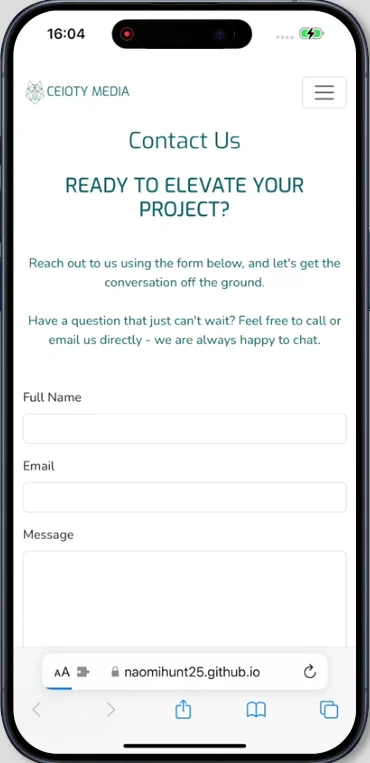 16:04
CEIOTY MEDIA
Contact Us
READY TO ELEVATE YOUR
PROJECT?
Reach out to us using the form below, and let's get the
conversation off the ground.
Have a question that just can't wait? Feel free to call or
email us directly - we are always happy to chat.
Full Name
Email
Message
AA
naomihunt25.github.io